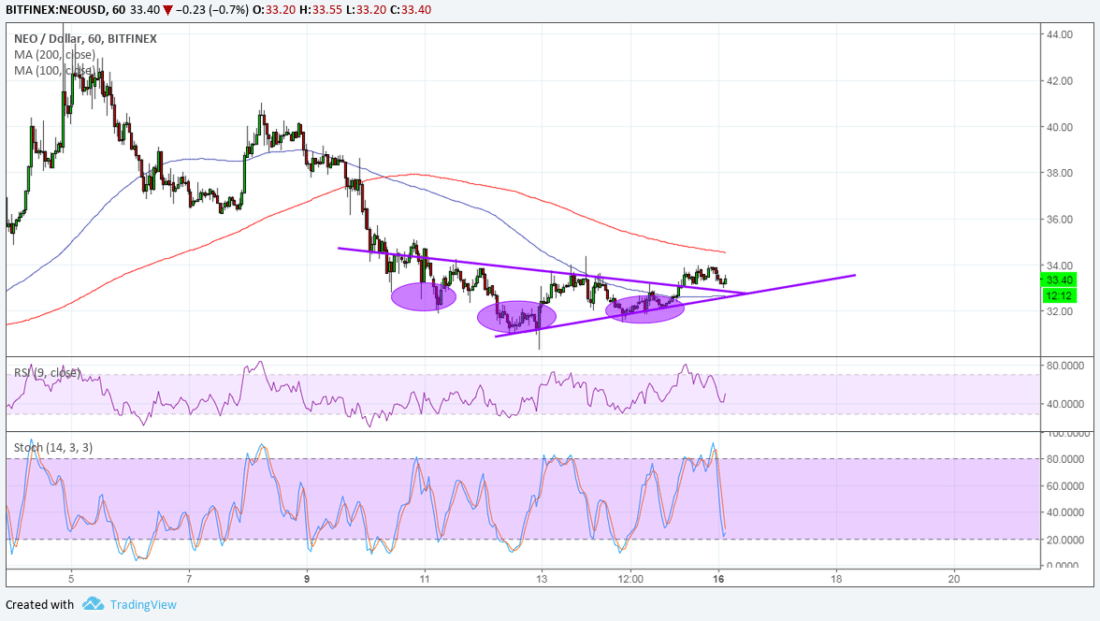 BITFINEX:NEOUSD, 60 33.40 ▼ −0.23 (−0.7%) O:33.20 H:33.55 L:33.20 C:33.40
NEO / Dollar, 60, BITFINEX
MA (200, close)
MA (100, close)
44.00
42.00
40.00
38.00
36.00
34.00
33.40
12:12
32.00
RSI (9, close)
80.0000
40.0000
Stoch (14, 3, 3)
100.0000
80.0000
60.0000
40.0000
20.0000
0.0000
5 7 9 11 13 12:00 16 18 20
Created with TradingView